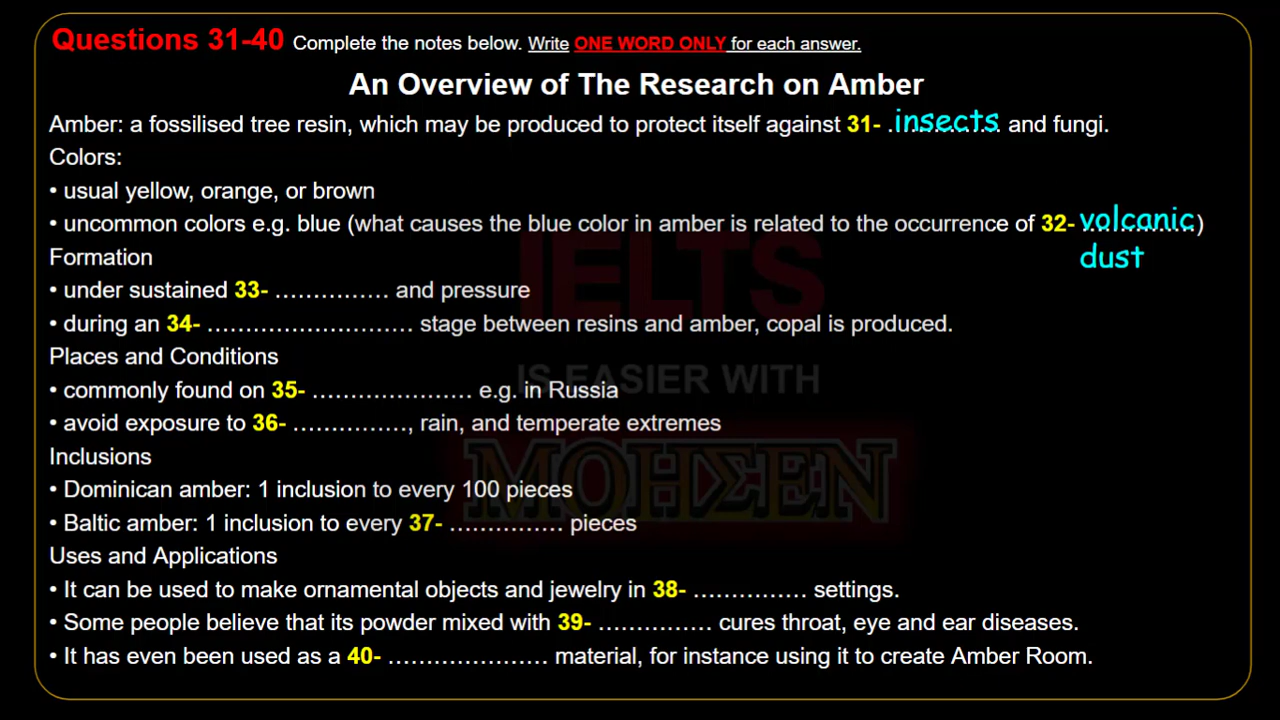 Questions 31-40 Complete the notes below. Write ONE WORD ONLY for each answer.
An Overview of The Research on Amber
Amber: a fossilised tree resin, which may be produced to protect itself against 31- .insects. and fungi.
Colors:
• usual yellow, orange, or brown
• uncommon colors e.g. blue (what causes the blue color in amber is related to the occurrence of 32- volcanic)
dust
Formation
• under sustained 33- …………… and pressure
• during an 34- ……………………… stage between resins and amber, copal is produced.
Places and Conditions
• commonly found on 35- ………………… e.g. in Russia
• avoid exposure to 36- ……………, rain, and temperate extremes
Inclusions
• Dominican amber: 1 inclusion to every 100 pieces
• Baltic amber: 1 inclusion to every 37- …………… pieces
Uses and Applications
• It can be used to make ornamental objects and jewelry in 38- …………… settings.
• Some people believe that its powder mixed with 39- …………… cures throat, eye and ear diseases.
• It has even been used as a 40- ………………… material, for instance using it to create Amber Room.
IELTS
IS EASIER WITH
MOHΣEN